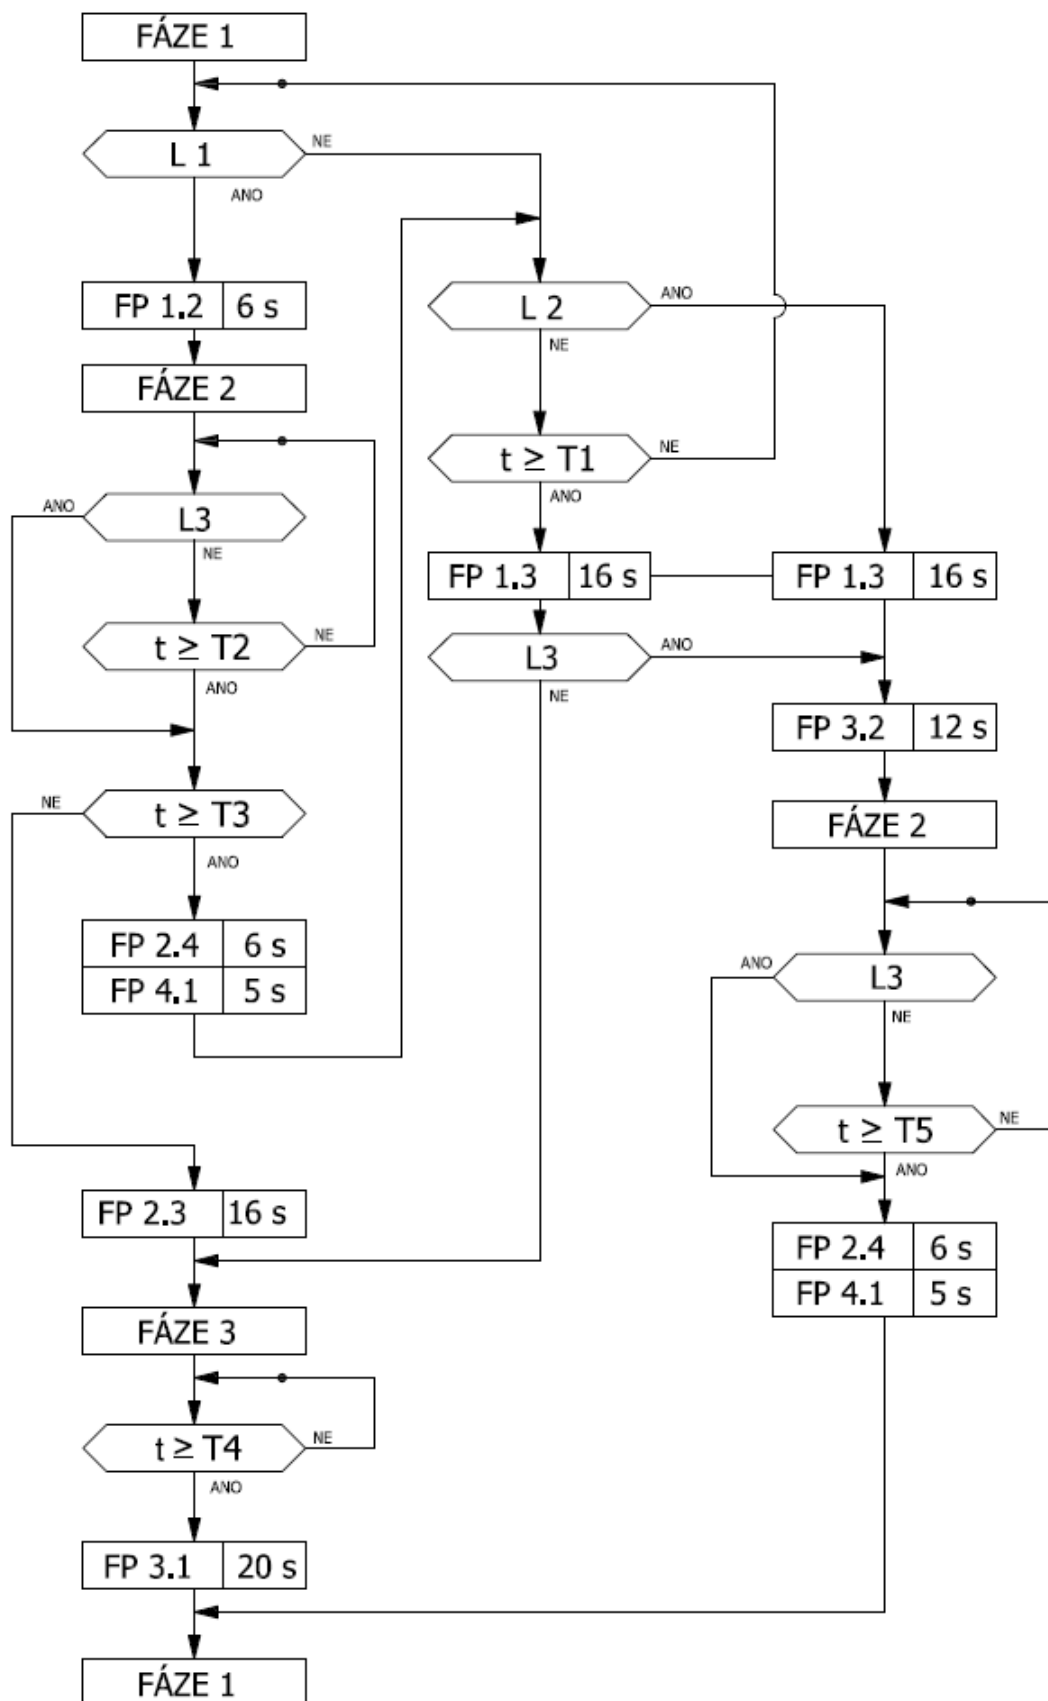 FÁZE 1
L 1
NE
ANO
FP 1.2 6 s
FÁZE 2
L3
ANO
NE
t ≥ T2
NE
ANO
t ≥ T3
NE
ANO
FP 2.4 6 s
FP 4.1 5 s
FP 2.3 16 s
FÁZE 3
t ≥ T4
NE
ANO
FP 3.1 20 s
FÁZE 1
L 2
ANO
NE
t ≥ T1
NE
ANO
FP 1.3 16 s
L3
ANO
NE
FP 1.3 16 s
FP 3.2 12 s
FÁZE 2
L3
ANO
NE
t ≥ T5
NE
ANO
FP 2.4 6 s
FP 4.1 5 s